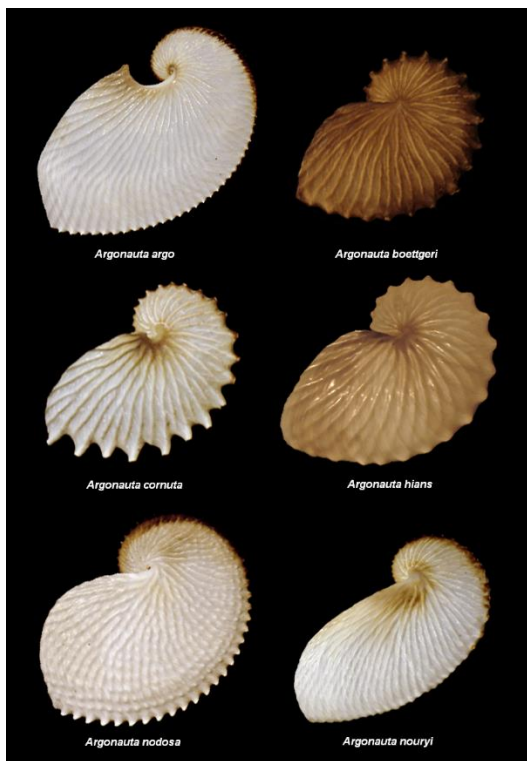 Argonauta argo
Argonauta boettgeri
Argonauta cornuta
Argonauta hians
Argonauta nodosa
Argonauta nouryi